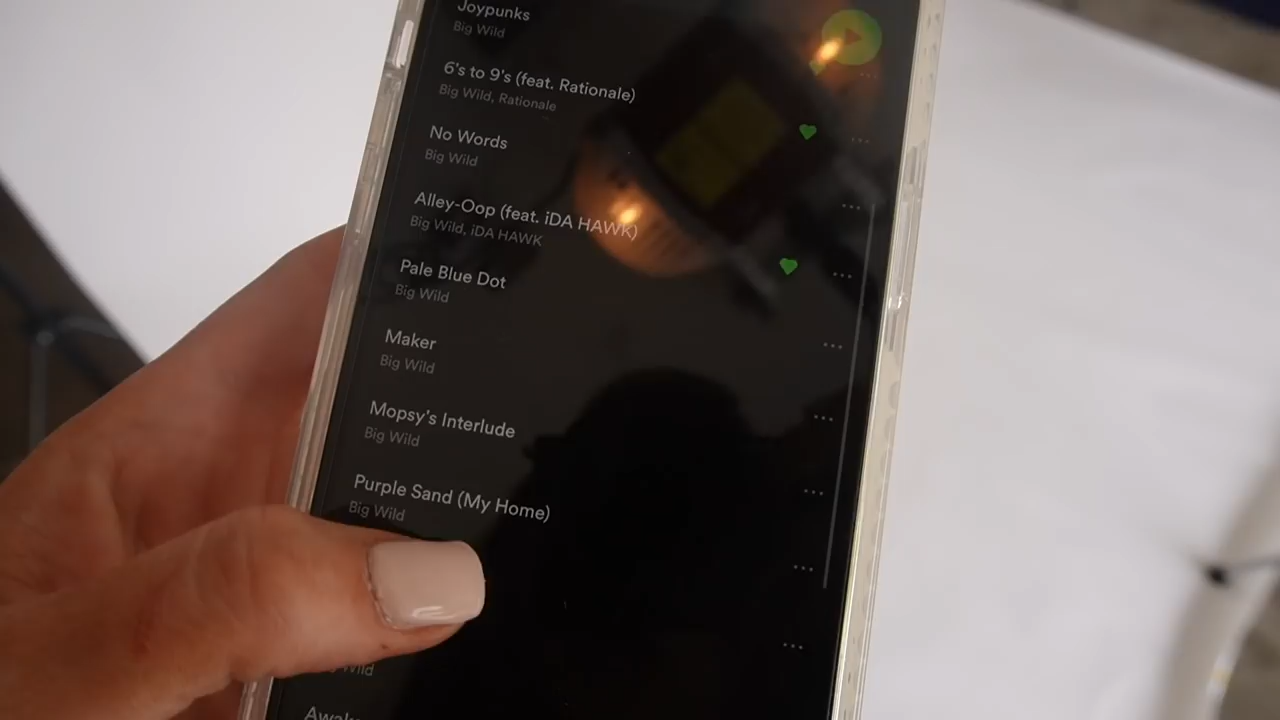 Joypunks
Big Wild
6's to 9's (feat. Rationale)
Big Wild, Rationale
No Words
Big Wild
Alley-Oop (feat. iDA HAWK)
Big Wild, iDA HAWK
Pale Blue Dot
Big Wild
Maker
Big Wild
Mopsy's Interlude
Big Wild
Purple Sand (My Home)
Big Wild
Wild